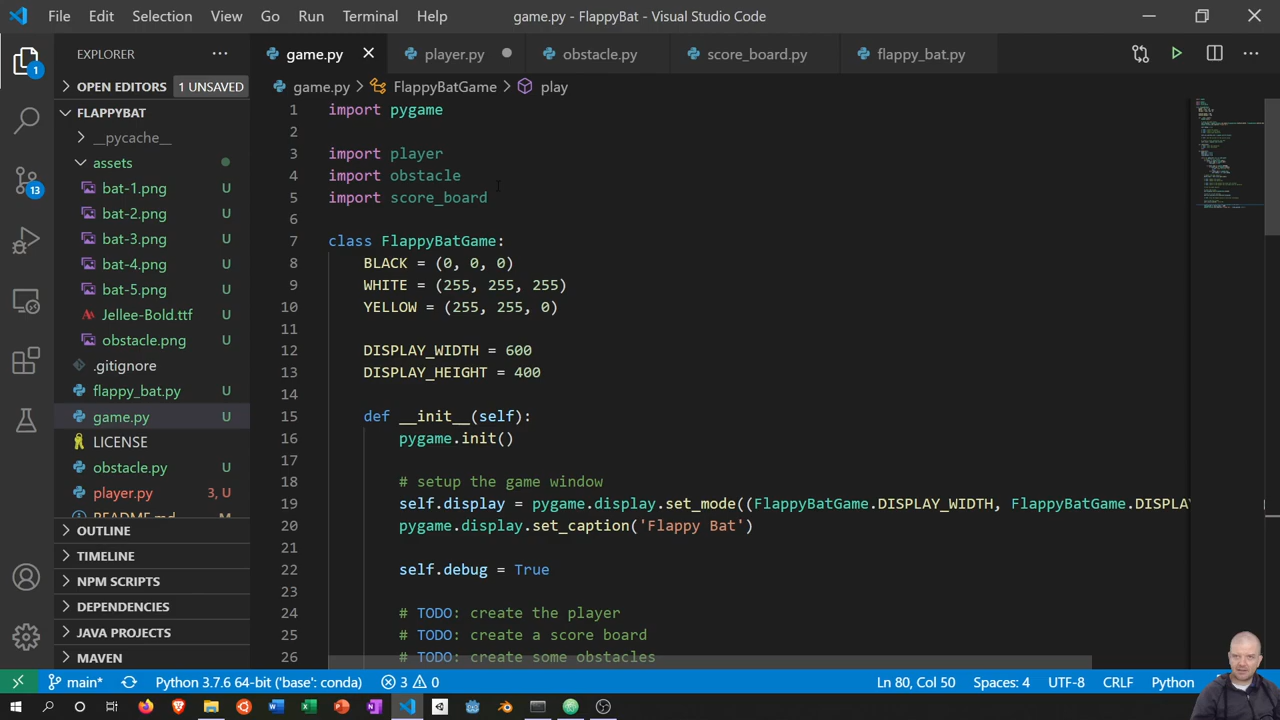 File Edit Selection View Go Run Terminal Help game.py - FlappyBat - Visual Studio Code
EXPLORER
OPEN EDITORS 1 UNSAVED
FLAPPYBAT
__pycache__
assets
bat-1.png U
bat-2.png U
bat-3.png U
bat-4.png U
bat-5.png U
Jellee-Bold.ttf U
obstacle.png U
.gitignore
flappy_bat.py U
game.py U
LICENSE
obstacle.py U
player.py 3, U
README.md M
OUTLINE
TIMELINE
NPM SCRIPTS
DEPENDENCIES
JAVA PROJECTS
MAVEN
1
13
game.py player.py obstacle.py score_board.py flappy_bat.py
game.py > FlappyBatGame > play
1 import pygame
2
3 import player
4 import obstacle
5 import score_board
6
7 class FlappyBatGame:
8 BLACK = (0, 0, 0)
9 WHITE = (255, 255, 255)
10 YELLOW = (255, 255, 0)
11
12 DISPLAY_WIDTH = 600
13 DISPLAY_HEIGHT = 400
14
15 def __init__(self):
16 pygame.init()
17
18 # setup the game window
19 self.display = pygame.display.set_mode((FlappyBatGame.DISPLAY_WIDTH, FlappyBatGame.DISPLA
20 pygame.display.set_caption('Flappy Bat')
21
22 self.debug = True
23
24 # TODO: create the player
25 # TODO: create a score board
26 # TODO: create some obstacles
main* Python 3.7.6 64-bit ('base': conda) 3 0 Ln 80, Col 50 Spaces: 4 UTF-8 CRLF Python